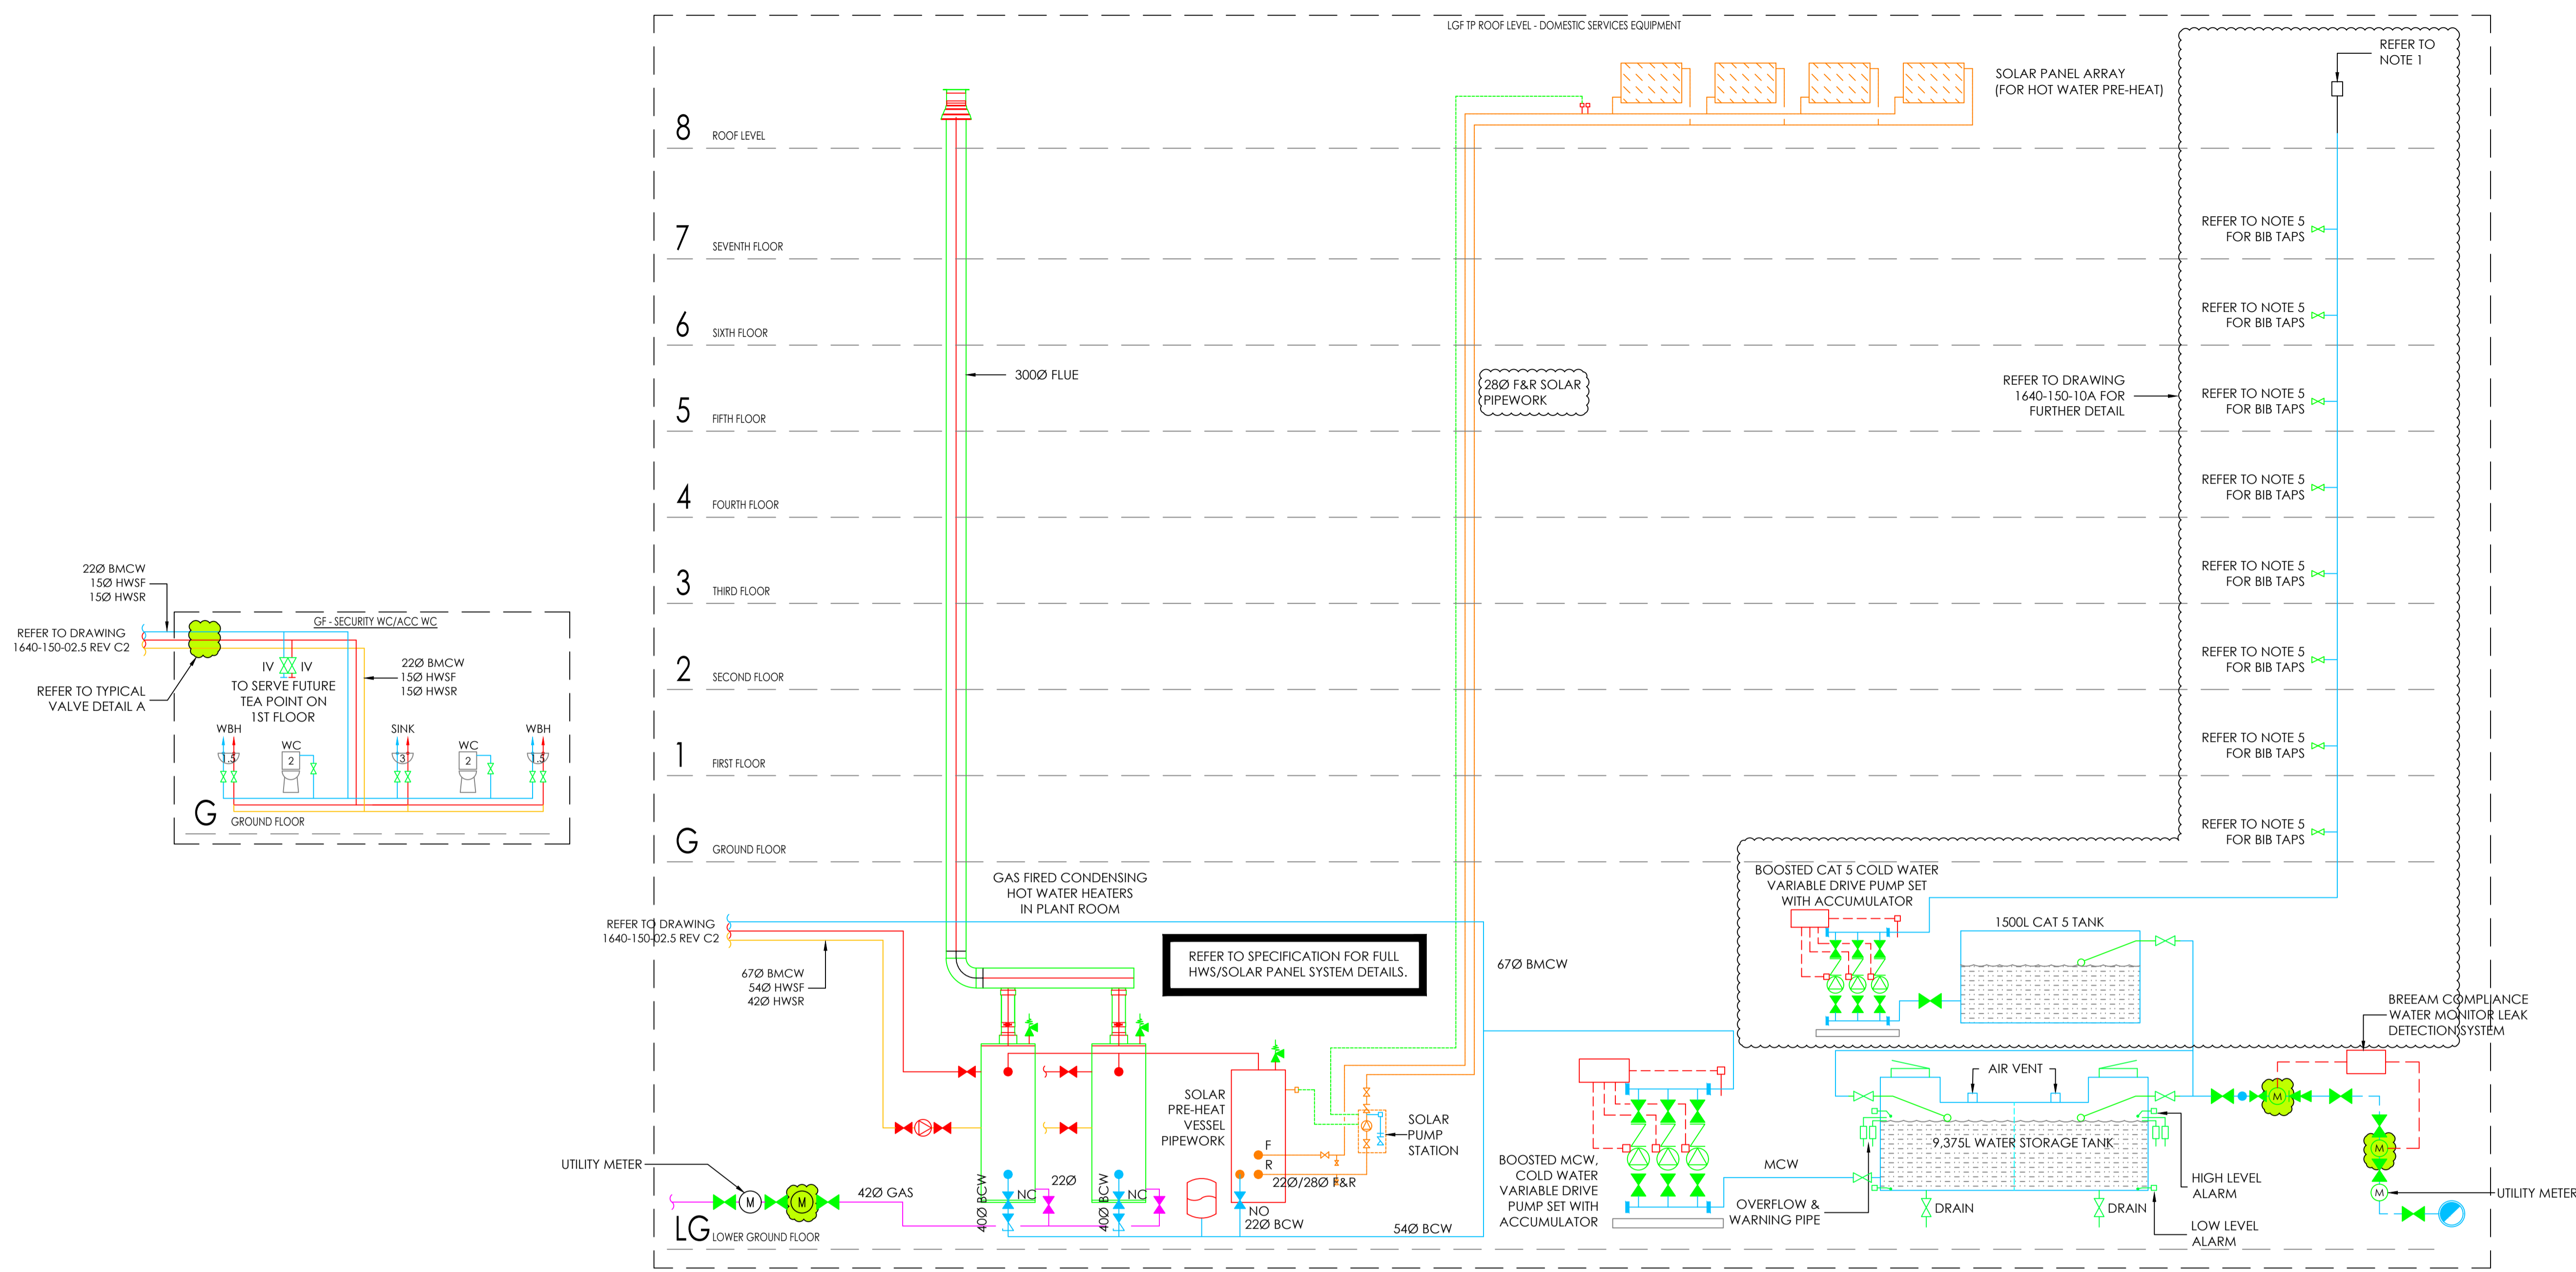 LGF TP ROOF LEVEL - DOMESTIC SERVICES EQUIPMENT
REFER TO
NOTE 1
SOLAR PANEL ARRAY
(FOR HOT WATER PRE-HEAT)
8 ROOF LEVEL
7 SEVENTH FLOOR
REFER TO NOTE 5
FOR BIB TAPS
6 SIXTH FLOOR
REFER TO NOTE 5
FOR BIB TAPS
300Ø FLUE
28Ø F&R SOLAR
PIPEWORK
REFER TO DRAWING
1640-150-10A FOR
FURTHER DETAIL
5 FIFTH FLOOR
REFER TO NOTE 5
FOR BIB TAPS
4 FOURTH FLOOR
REFER TO NOTE 5
FOR BIB TAPS
3 THIRD FLOOR
REFER TO NOTE 5
FOR BIB TAPS
2 SECOND FLOOR
REFER TO NOTE 5
FOR BIB TAPS
1 FIRST FLOOR
REFER TO NOTE 5
FOR BIB TAPS
G GROUND FLOOR
REFER TO NOTE 5
FOR BIB TAPS
22Ø BMCW
15Ø HWSF
15Ø HWSR
GF - SECURITY WC/ACC WC
REFER TO DRAWING
1640-150-02.5 REV C2
IV IV
TO SERVE FUTURE
TEA POINT ON
1ST FLOOR
22Ø BMCW
15Ø HWSF
15Ø HWSR
REFER TO TYPICAL
VALVE DETAIL A
WBH
1.5
WC
2
SINK
3
WC
2
WBH
1.5
G GROUND FLOOR
GAS FIRED CONDENSING
HOT WATER HEATERS
IN PLANT ROOM
REFER TO DRAWING
1640-150-02.5 REV C2
67Ø BMCW
54Ø HWSF
42Ø HWSR
REFER TO SPECIFICATION FOR FULL
HWS/SOLAR PANEL SYSTEM DETAILS.
67Ø BMCW
BOOSTED CAT 5 COLD WATER
VARIABLE DRIVE PUMP SET
WITH ACCUMULATOR
1500L CAT 5 TANK
BREEAM COMPLIANCE
WATER MONITOR LEAK
DETECTION SYSTEM
AIR VENT
M
M
M
UTILITY METER
9,375L WATER STORAGE TANK
SOLAR
PRE-HEAT
VESSEL
PIPEWORK
F
R
SOLAR
PUMP
STATION
22Ø/28Ø F&R
BOOSTED MCW,
COLD WATER
VARIABLE DRIVE
PUMP SET WITH
ACCUMULATOR
MCW
OVERFLOW &
WARNING PIPE
DRAIN
DRAIN
HIGH LEVEL
ALARM
LOW LEVEL
ALARM
UTILITY METER
M
M
42Ø GAS
40Ø BCW
NC
22Ø
40Ø BCW
NC
NO
22Ø BCW
54Ø BCW
LG LOWER GROUND FLOOR